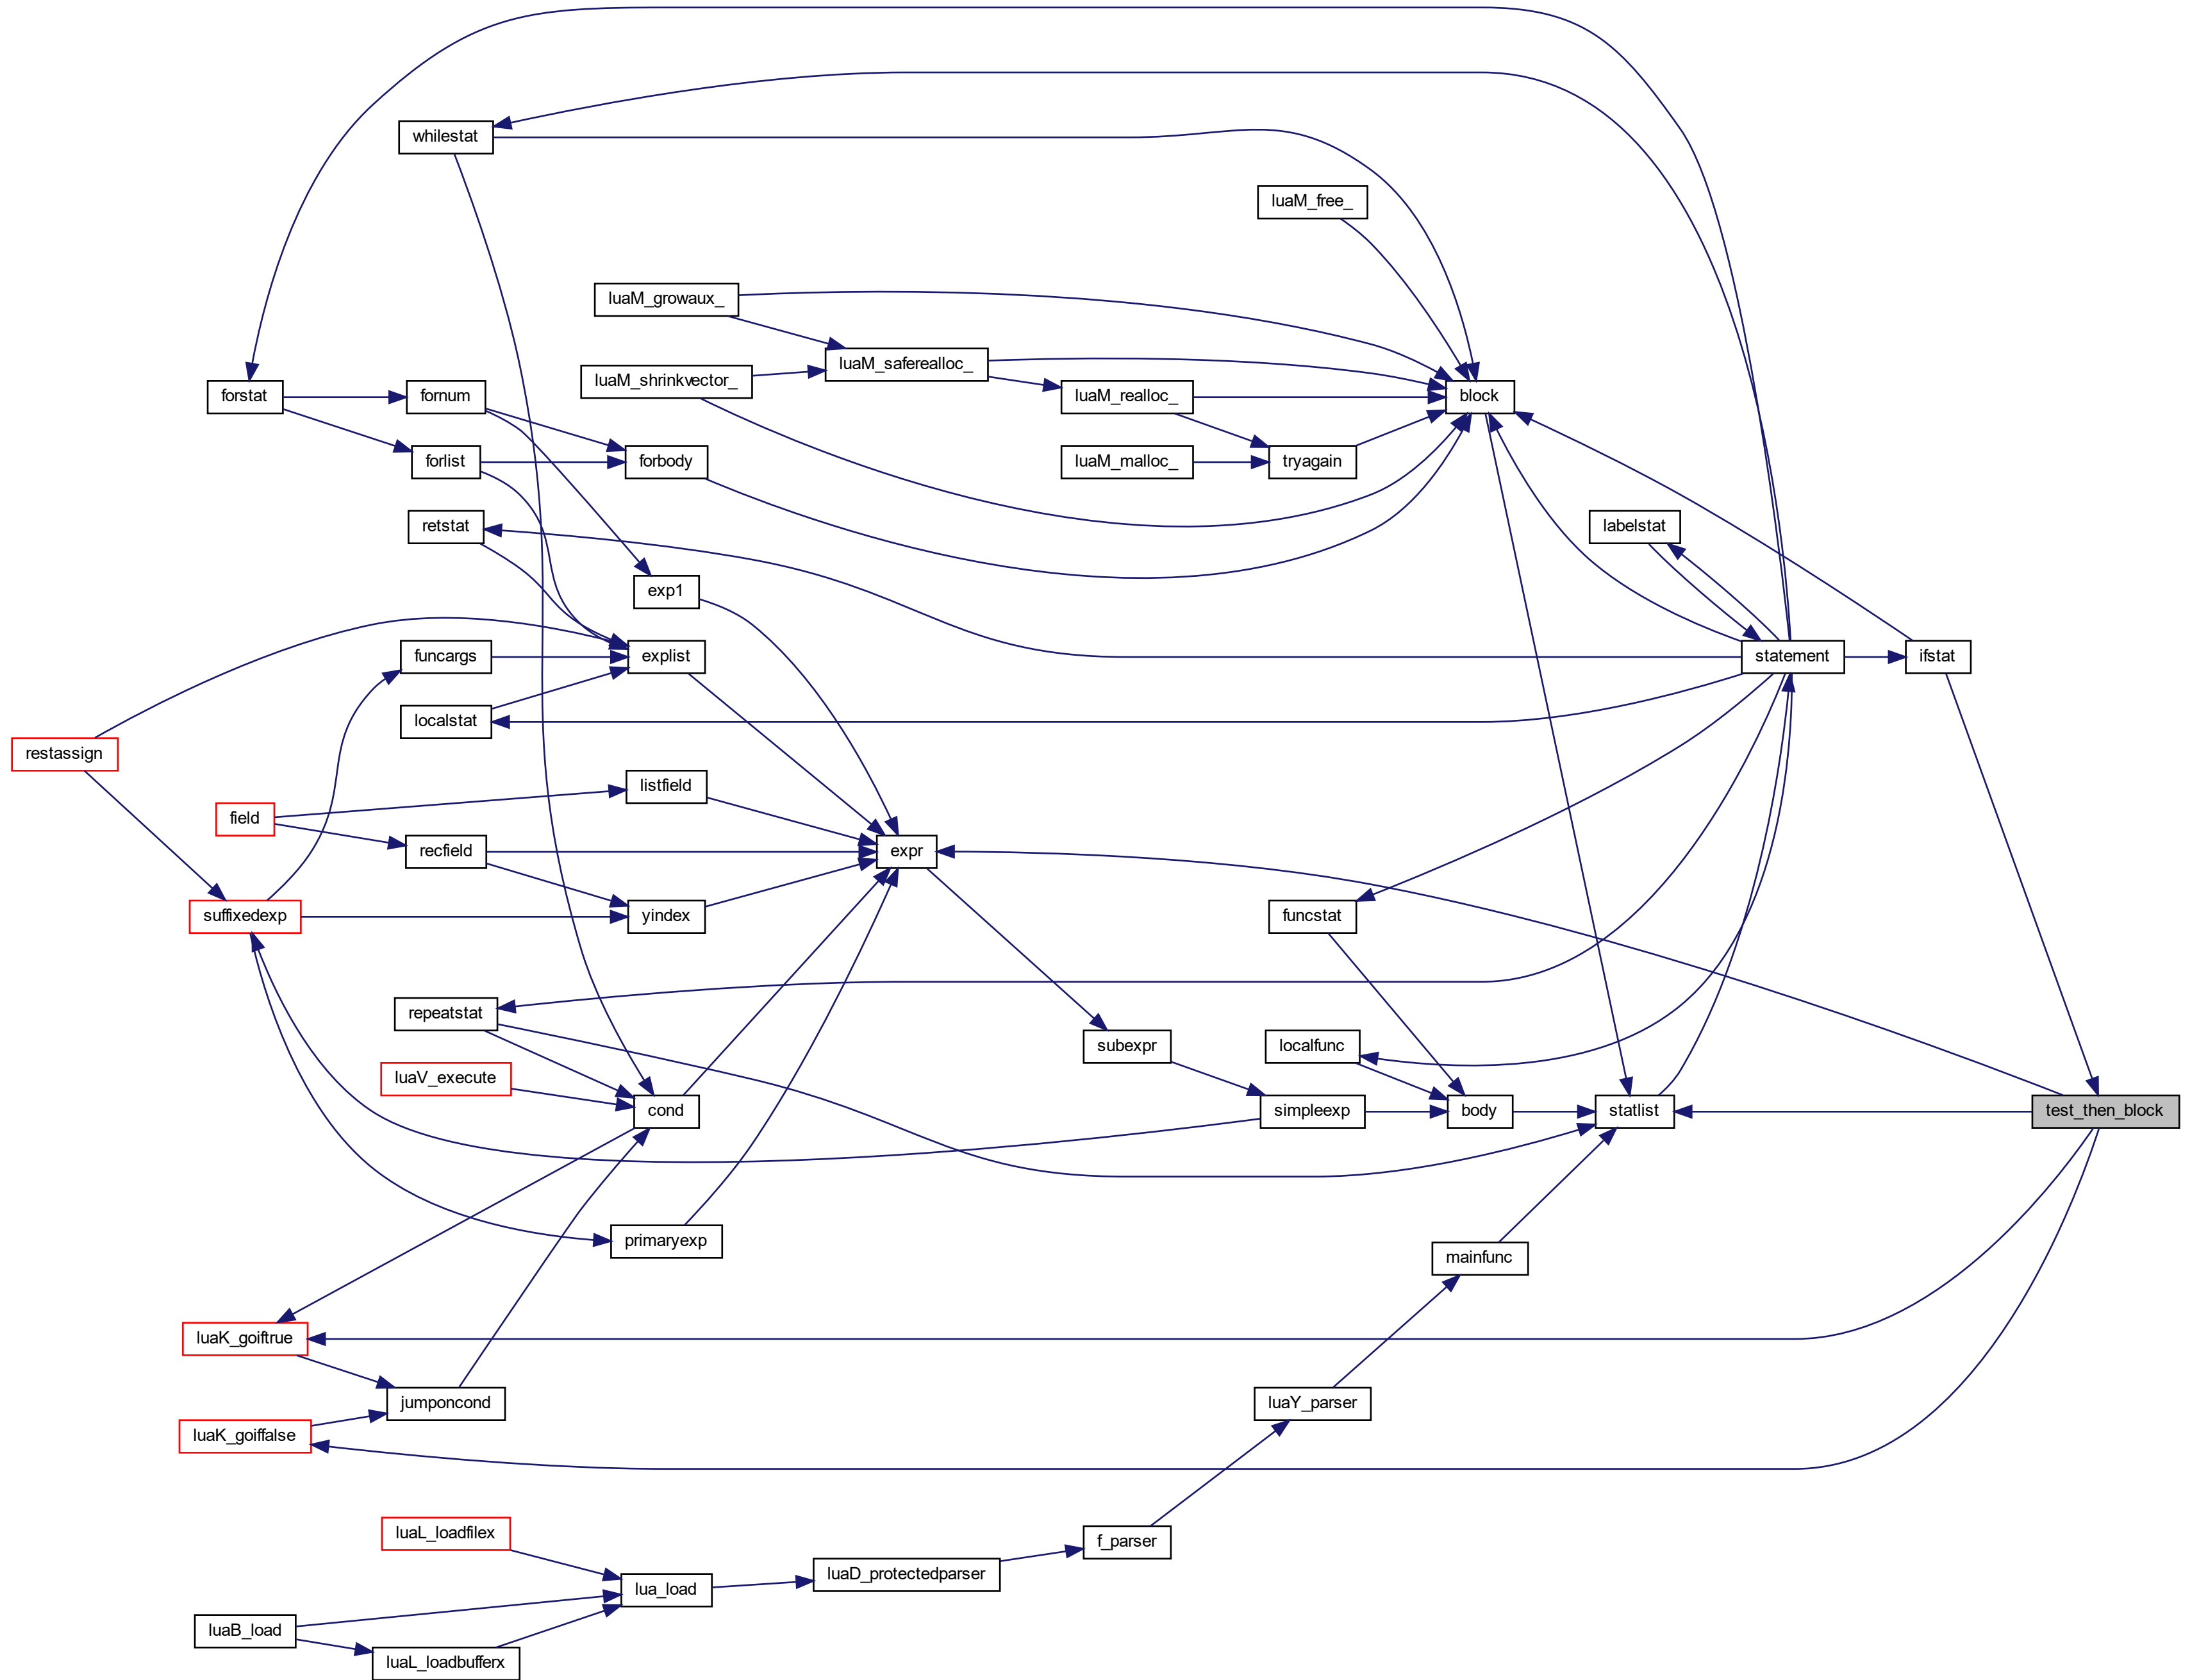 whilestat
luaM_free_
luaM_growaux_
luaM_saferealloc_
luaM_shrinkvector_
forstat
fornum
luaM_realloc_
block
forlist
forbody
luaM_malloc_
tryagain
retstat
labelstat
exp1
funcargs
explist
statement
ifstat
localstat
restassign
listfield
field
recfield
expr
suffixedexp
yindex
funcstat
repeatstat
subexpr
localfunc
luaV_execute
cond
simpleexp
body
statlist
test_then_block
primaryexp
mainfunc
luaK_goiftrue
jumponcond
luaY_parser
luaK_goiffalse
luaL_loadfilex
f_parser
lua_load
luaD_protectedparser
luaB_load
luaL_loadbufferx